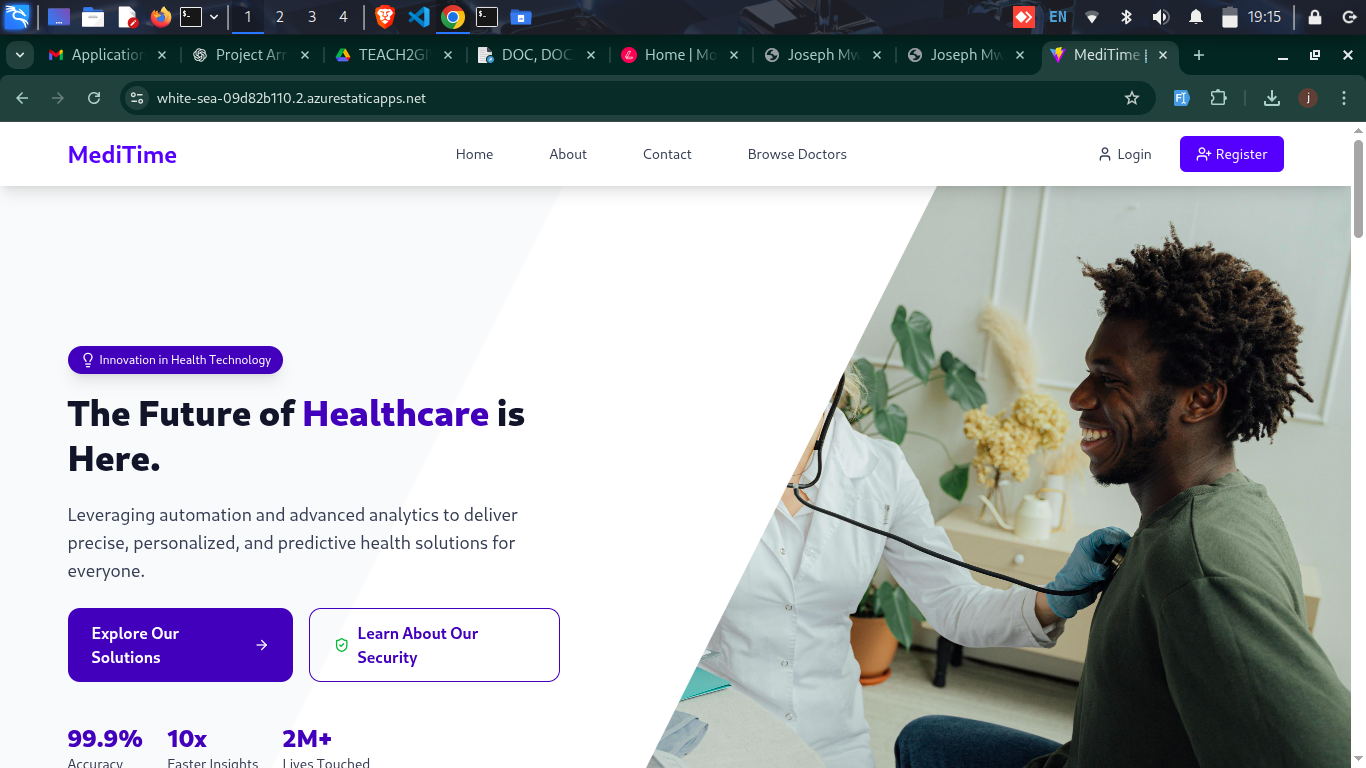 1 2 3 4 EN 19:15
Application
Project Arr
TEACH2GI
DOC, DOC
Home | Mo
Joseph Mw
Joseph Mw
MediTime |
white-sea-09d82b110.2.azurestaticapps.net
j
MediTime
Home
About
Contact
Browse Doctors
Login
Register
Innovation in Health Technology
The Future of Healthcare is
Here.
Leveraging automation and advanced analytics to deliver
precise, personalized, and predictive health solutions for
everyone.
Explore Our
Solutions
Learn About Our
Security
99.9% 10x 2M+
Accuracy Faster Insights Lives Touched